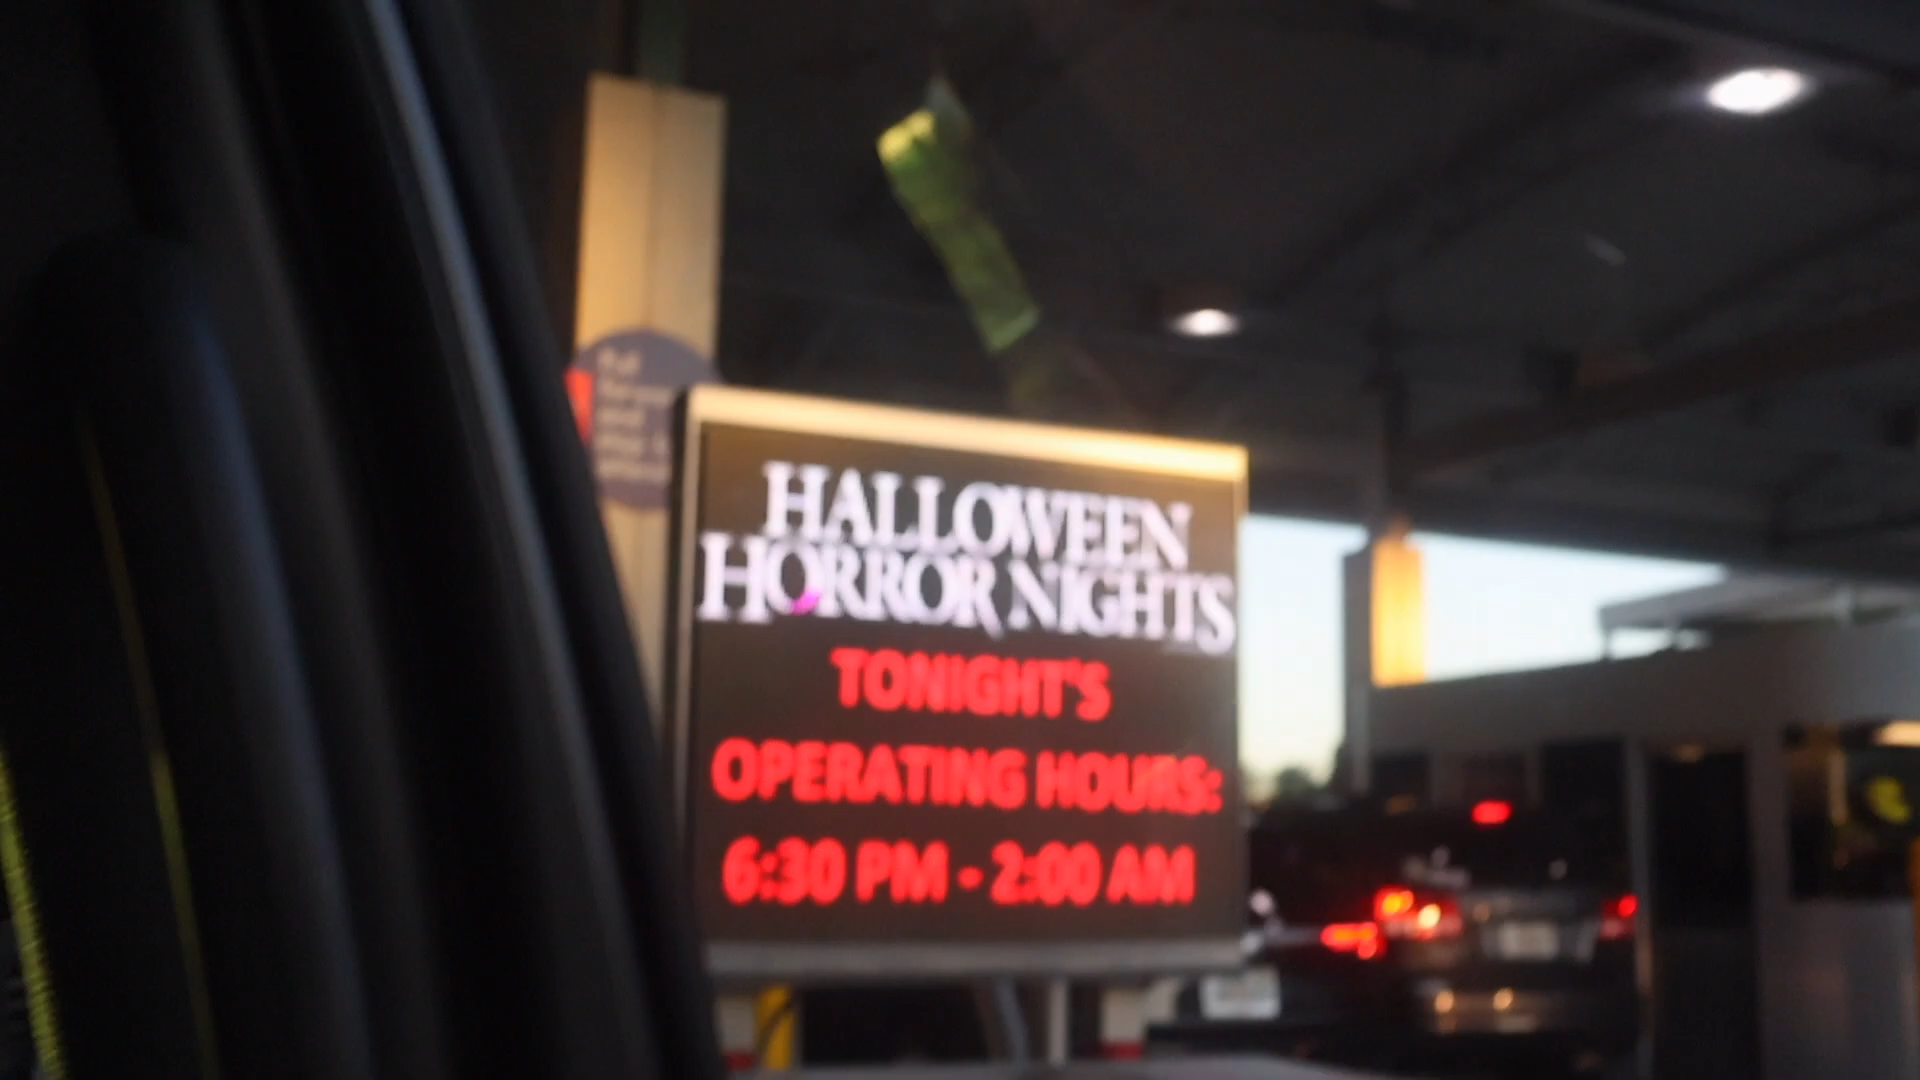 HALLOWEEN
HORROR NIGHTS
TONIGHT'S
OPERATING HOURS:
6:30 PM - 2:00 AM